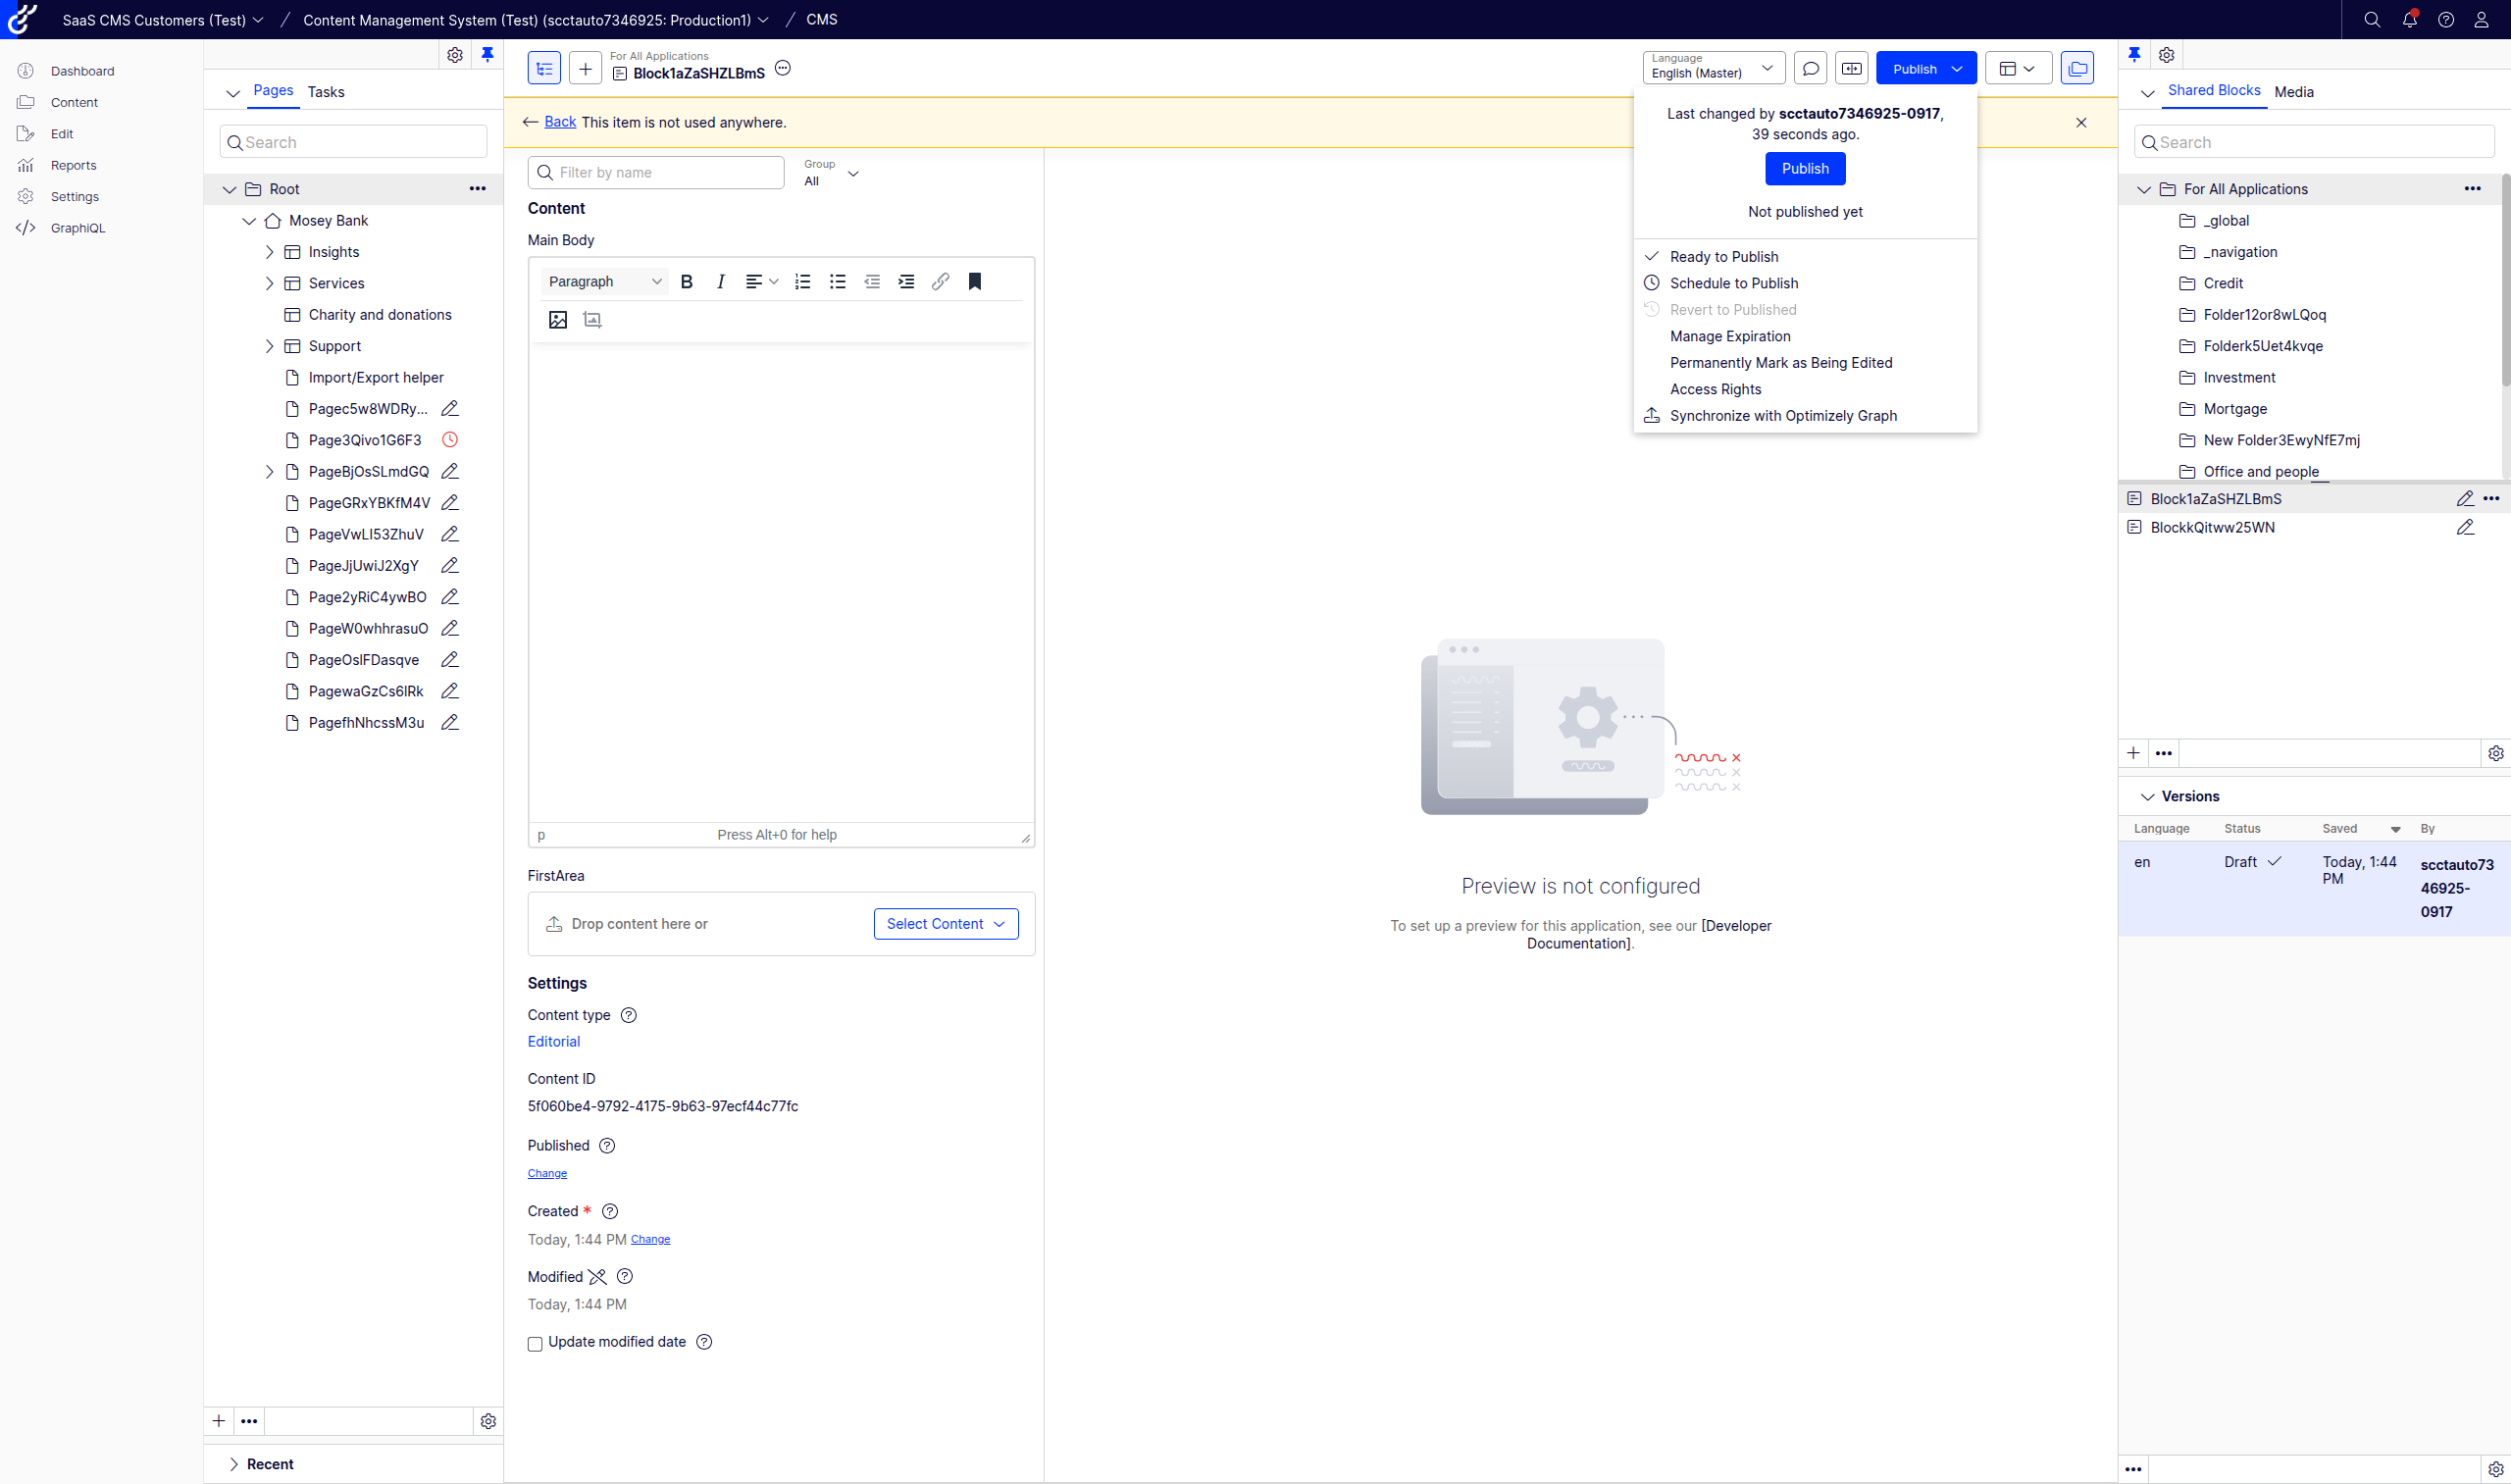 SaaS CMS Customers (Test) / Content Management System (Test) (scctauto7346925: Production1) / CMS
Dashboard
Content
Edit
Reports
Settings
GraphiQL
Pages Tasks
Search
Root
Mosey Bank
Insights
Services
Charity and donations
Support
Import/Export helper
Pagec5w8WDRy...
Page3Qivo1G6F3
PageBjOsSLmdGQ
PageGRxYBKfM4V
PageVwLI53ZhuV
PageJjUwiJ2XgY
Page2yRiC4ywBO
PageW0whhrasuO
PageOslFDasqve
PagewaGzCs6lRk
PagefhNhcssM3u
Recent
For All Applications
Block1aZaSHZLBmS
Language
English (Master)
Publish
Back This item is not used anywhere.
Filter by name
Group
All
Content
Main Body
Paragraph
p Press Alt+0 for help
FirstArea
Drop content here or Select Content
Settings
Content type
Editorial
Content ID
5f060be4-9792-4175-9b63-97ecf44c77fc
Published
Change
Created *
Today, 1:44 PM Change
Modified
Today, 1:44 PM
Update modified date
Last changed by scctauto7346925-0917,
39 seconds ago.
Publish
Not published yet
Ready to Publish
Schedule to Publish
Revert to Published
Manage Expiration
Permanently Mark as Being Edited
Access Rights
Synchronize with Optimizely Graph
Preview is not configured
To set up a preview for this application, see our [Developer
Documentation].
Shared Blocks Media
Search
For All Applications
_global
_navigation
Credit
Folder12or8wLQoq
Folderk5Uet4kvqe
Investment
Mortgage
New Folder3EwyNfE7mj
Office and people
Block1aZaSHZLBmS
BlockkQitww25WN
Versions
Language Status Saved By
en Draft Today, 1:44 PM scctauto7346925-0917